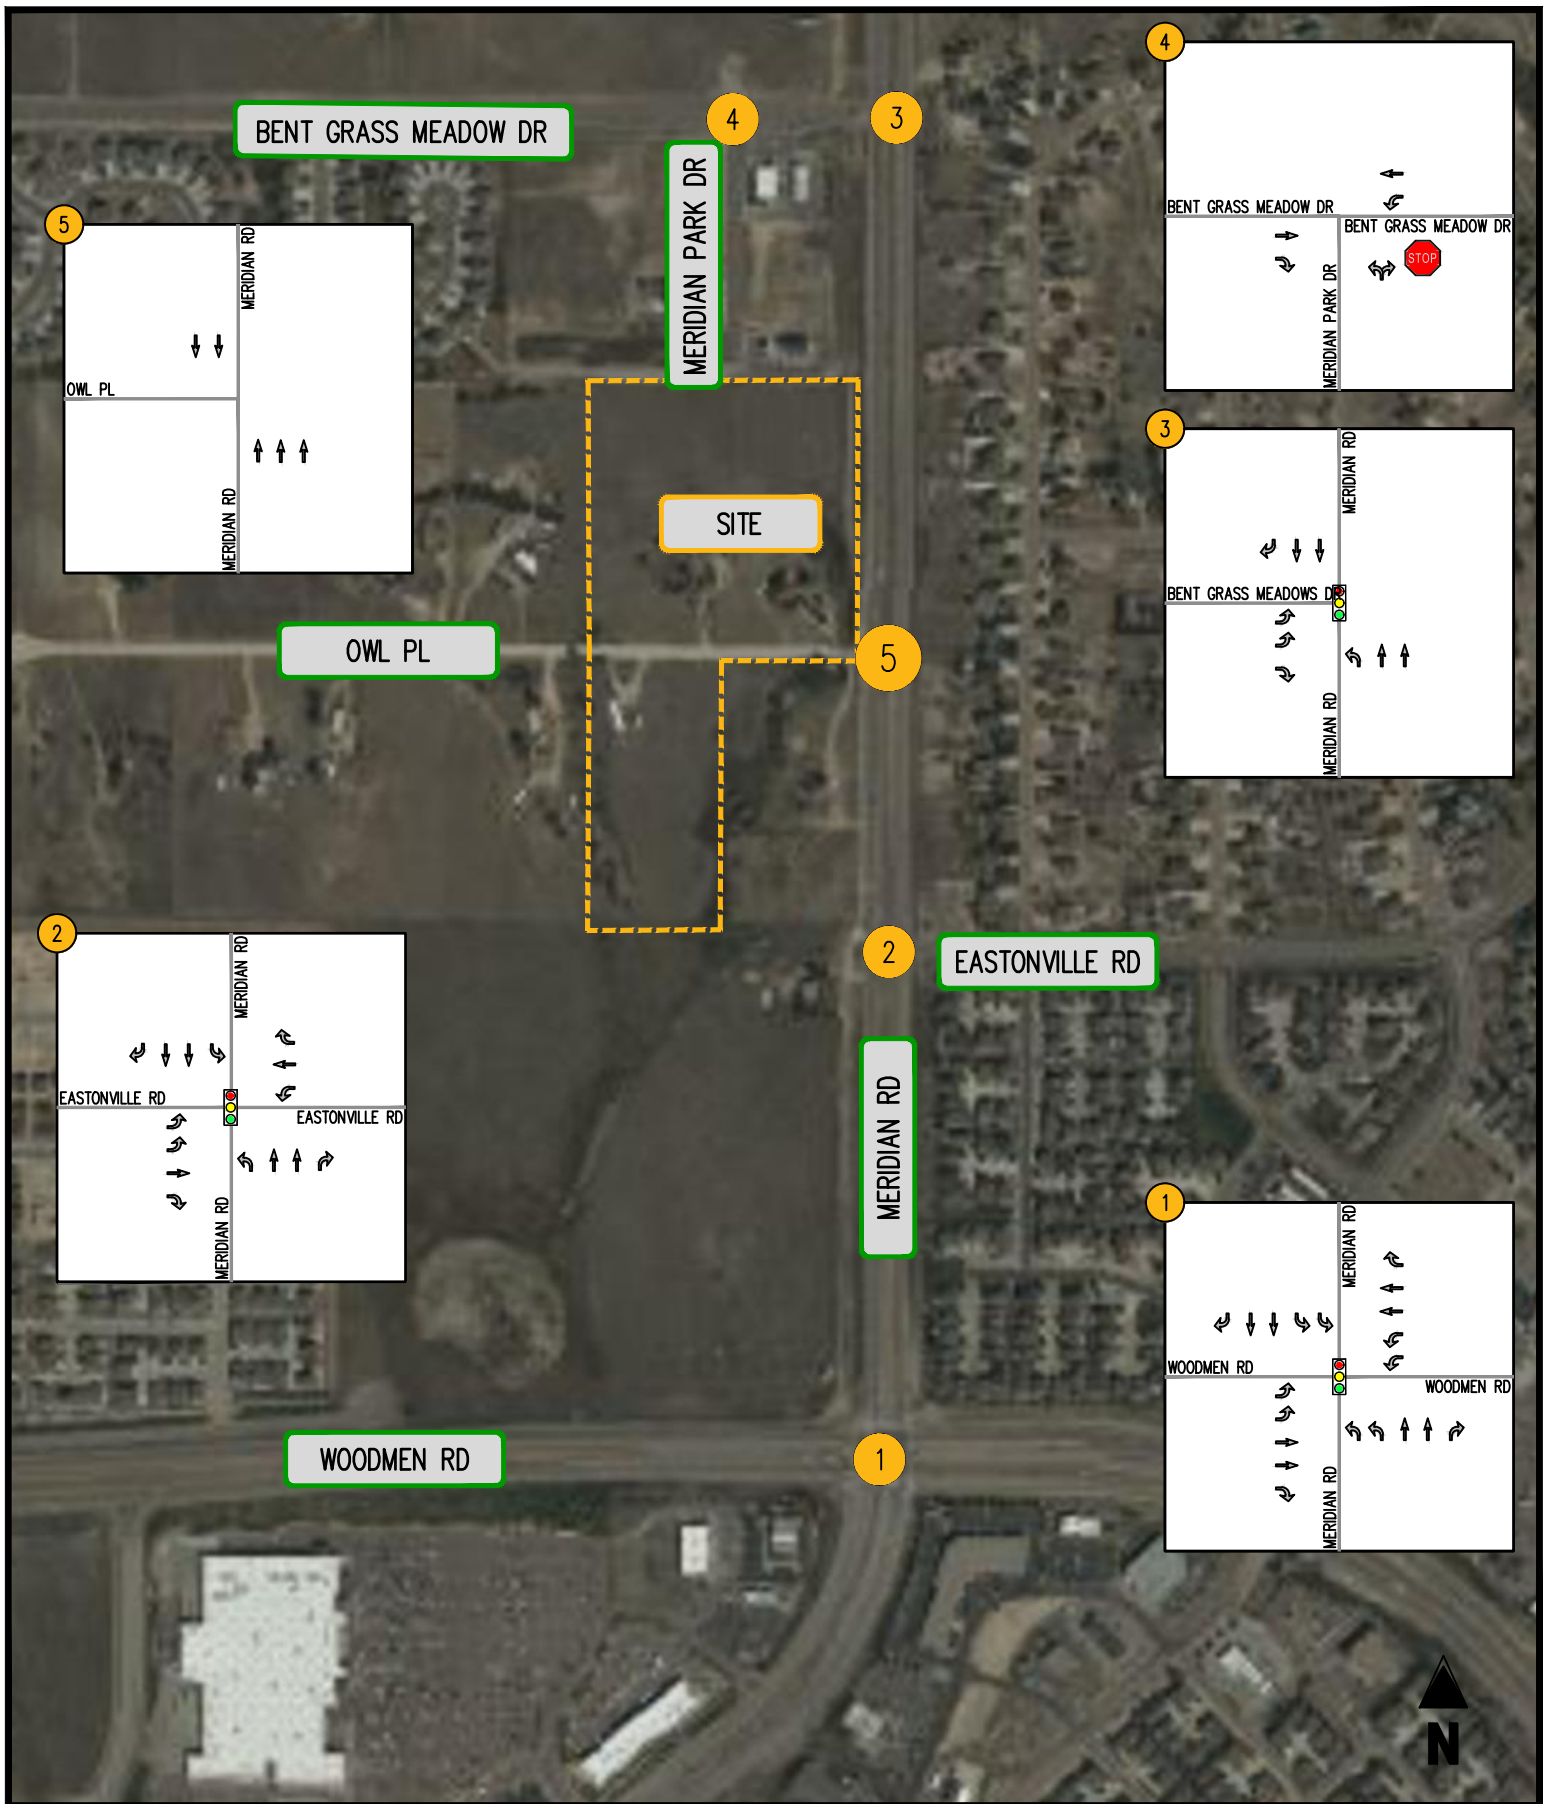 4
BENT GRASS MEADOW DR
4
3
MERIDIAN PARK DR
BENT GRASS MEADOW DR
BENT GRASS MEADOW DR
STOP
MERIDIAN PARK DR
5
MERIDIAN RD
OWL PL
MERIDIAN RD
3
MERIDIAN RD
BENT GRASS MEADOWS DR
MERIDIAN RD
SITE
OWL PL
5
2
MERIDIAN RD
EASTONVILLE RD
EASTONVILLE RD
MERIDIAN RD
2
EASTONVILLE RD
MERIDIAN RD
1
MERIDIAN RD
WOODMEN RD
WOODMEN RD
MERIDIAN RD
WOODMEN RD
1
N